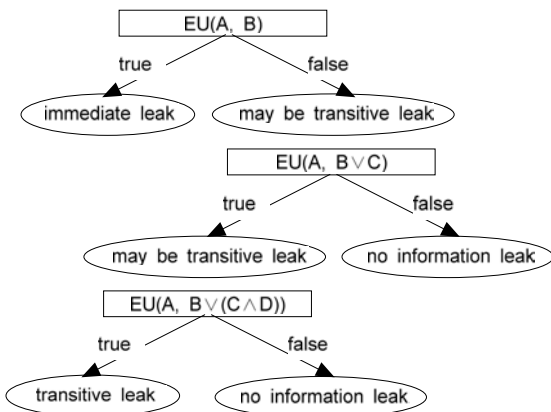 EU(A, B)
true false
immediate leak may be transitive leak
EU(A, B∨C)
true false
may be transitive leak no information leak
EU(A, B∨(C∧D))
true false
transitive leak no information leak